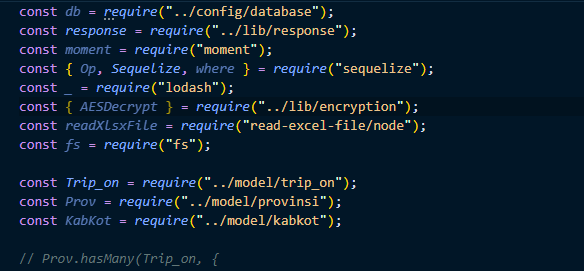 const db = require("../config/database");
const response = require("../lib/response");
const moment = require("moment");
const { Op, Sequelize, where } = require("sequelize");
const _ = require("lodash");
const { AESDecrypt } = require("../lib/encryption");
const readXlsxFile = require("read-excel-file/node");
const fs = require("fs");
const Trip_on = require("../model/trip_on");
const Prov = require("../model/provinsi");
const KabKot = require("../model/kabkot");
// Prov.hasMany(Trip_on, {